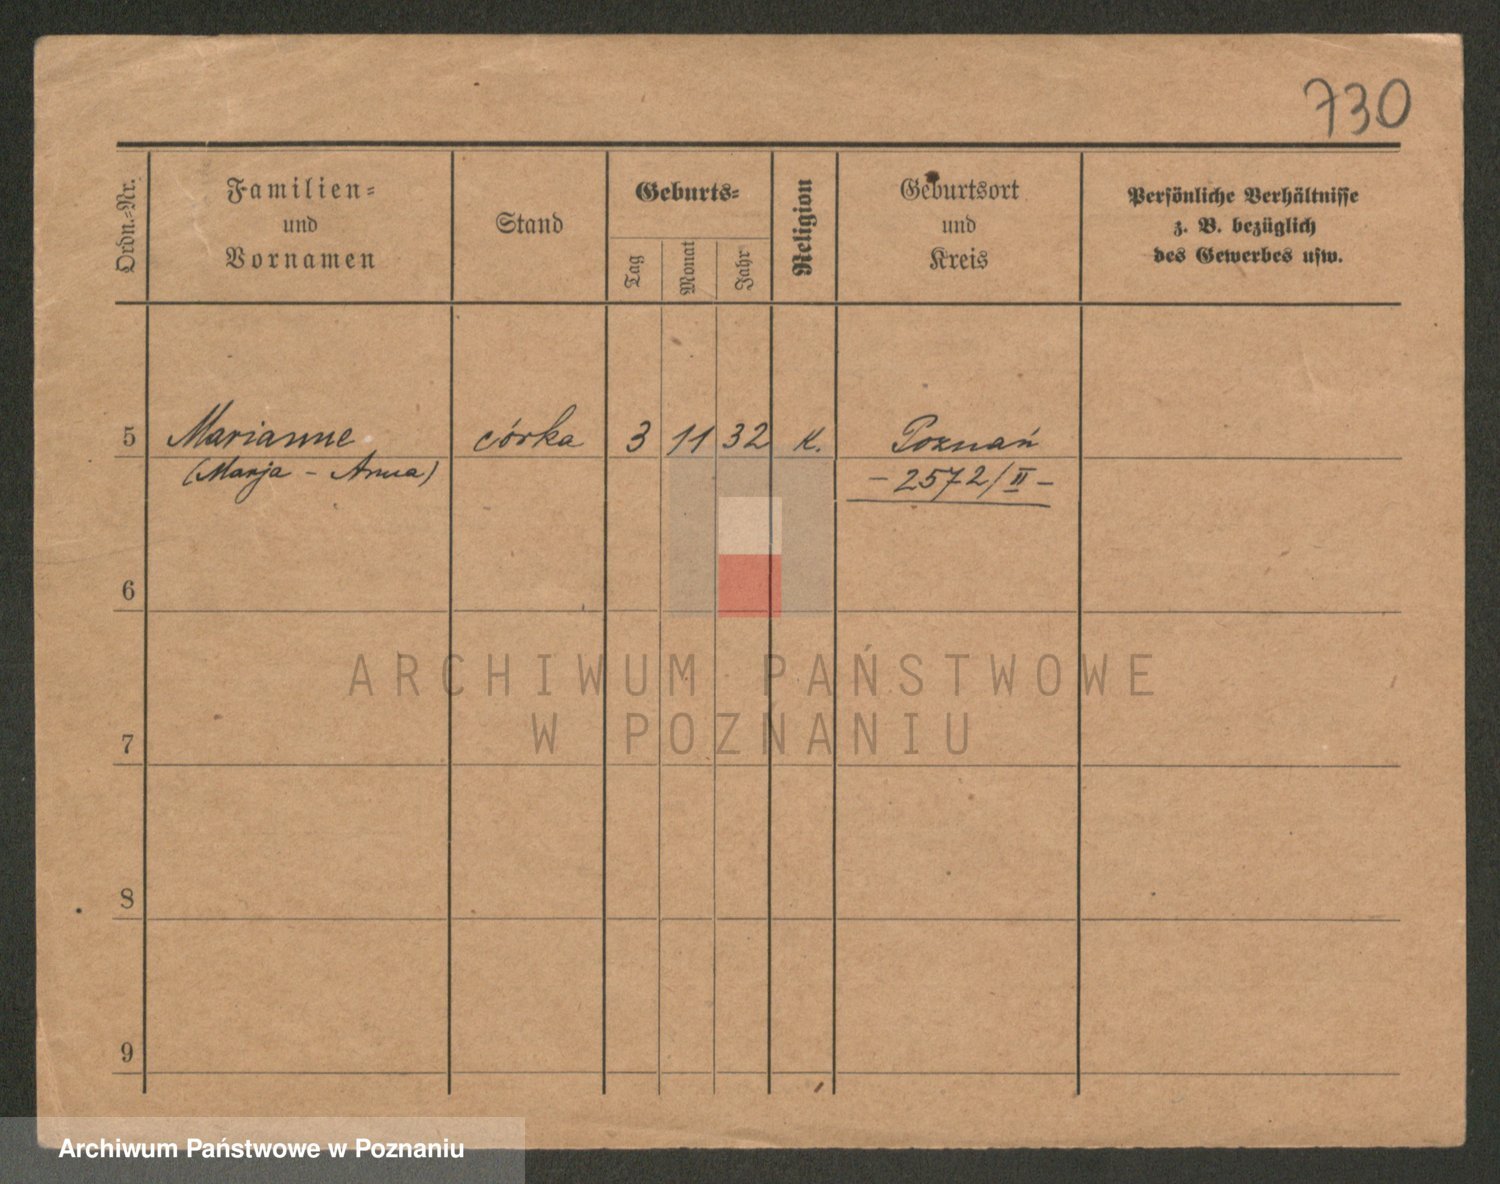 730
Ordn.-Nr.
Familien-
und
Vornamen
Stand
Geburts-
Tag
Monat
Jahr
Religion
Geburtsort
und
Kreis
Persönliche Verhältnisse
z. B. bezüglich
des Gewerbes usw.
5 Marianne córka 3 11 32 K. Poznań
(Marja - Anna) - 2572/II -
6
7
8
9
ARCHIWUM PAŃSTWOWE
W POZNANIU
Archiwum Państwowe w Poznaniu